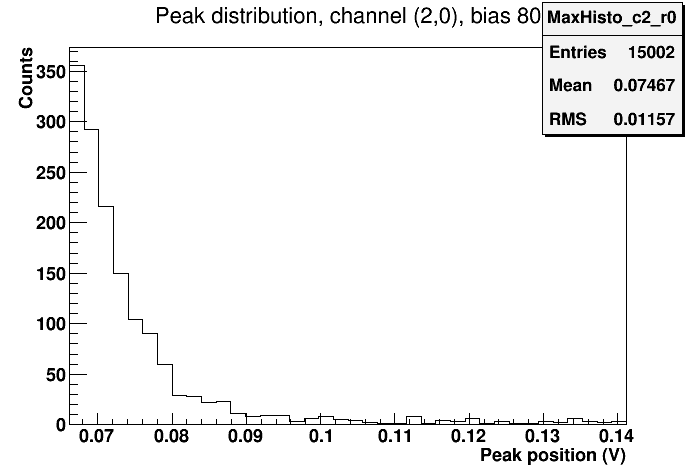 Peak distribution, channel (2,0), bias 80
MaxHisto_c2_r0
Entries 15002
Mean 0.07467
RMS 0.01157
Counts
350
300
250
200
150
100
50
0
0.07 0.08 0.09 0.1 0.11 0.12 0.13 0.14
Peak position (V)